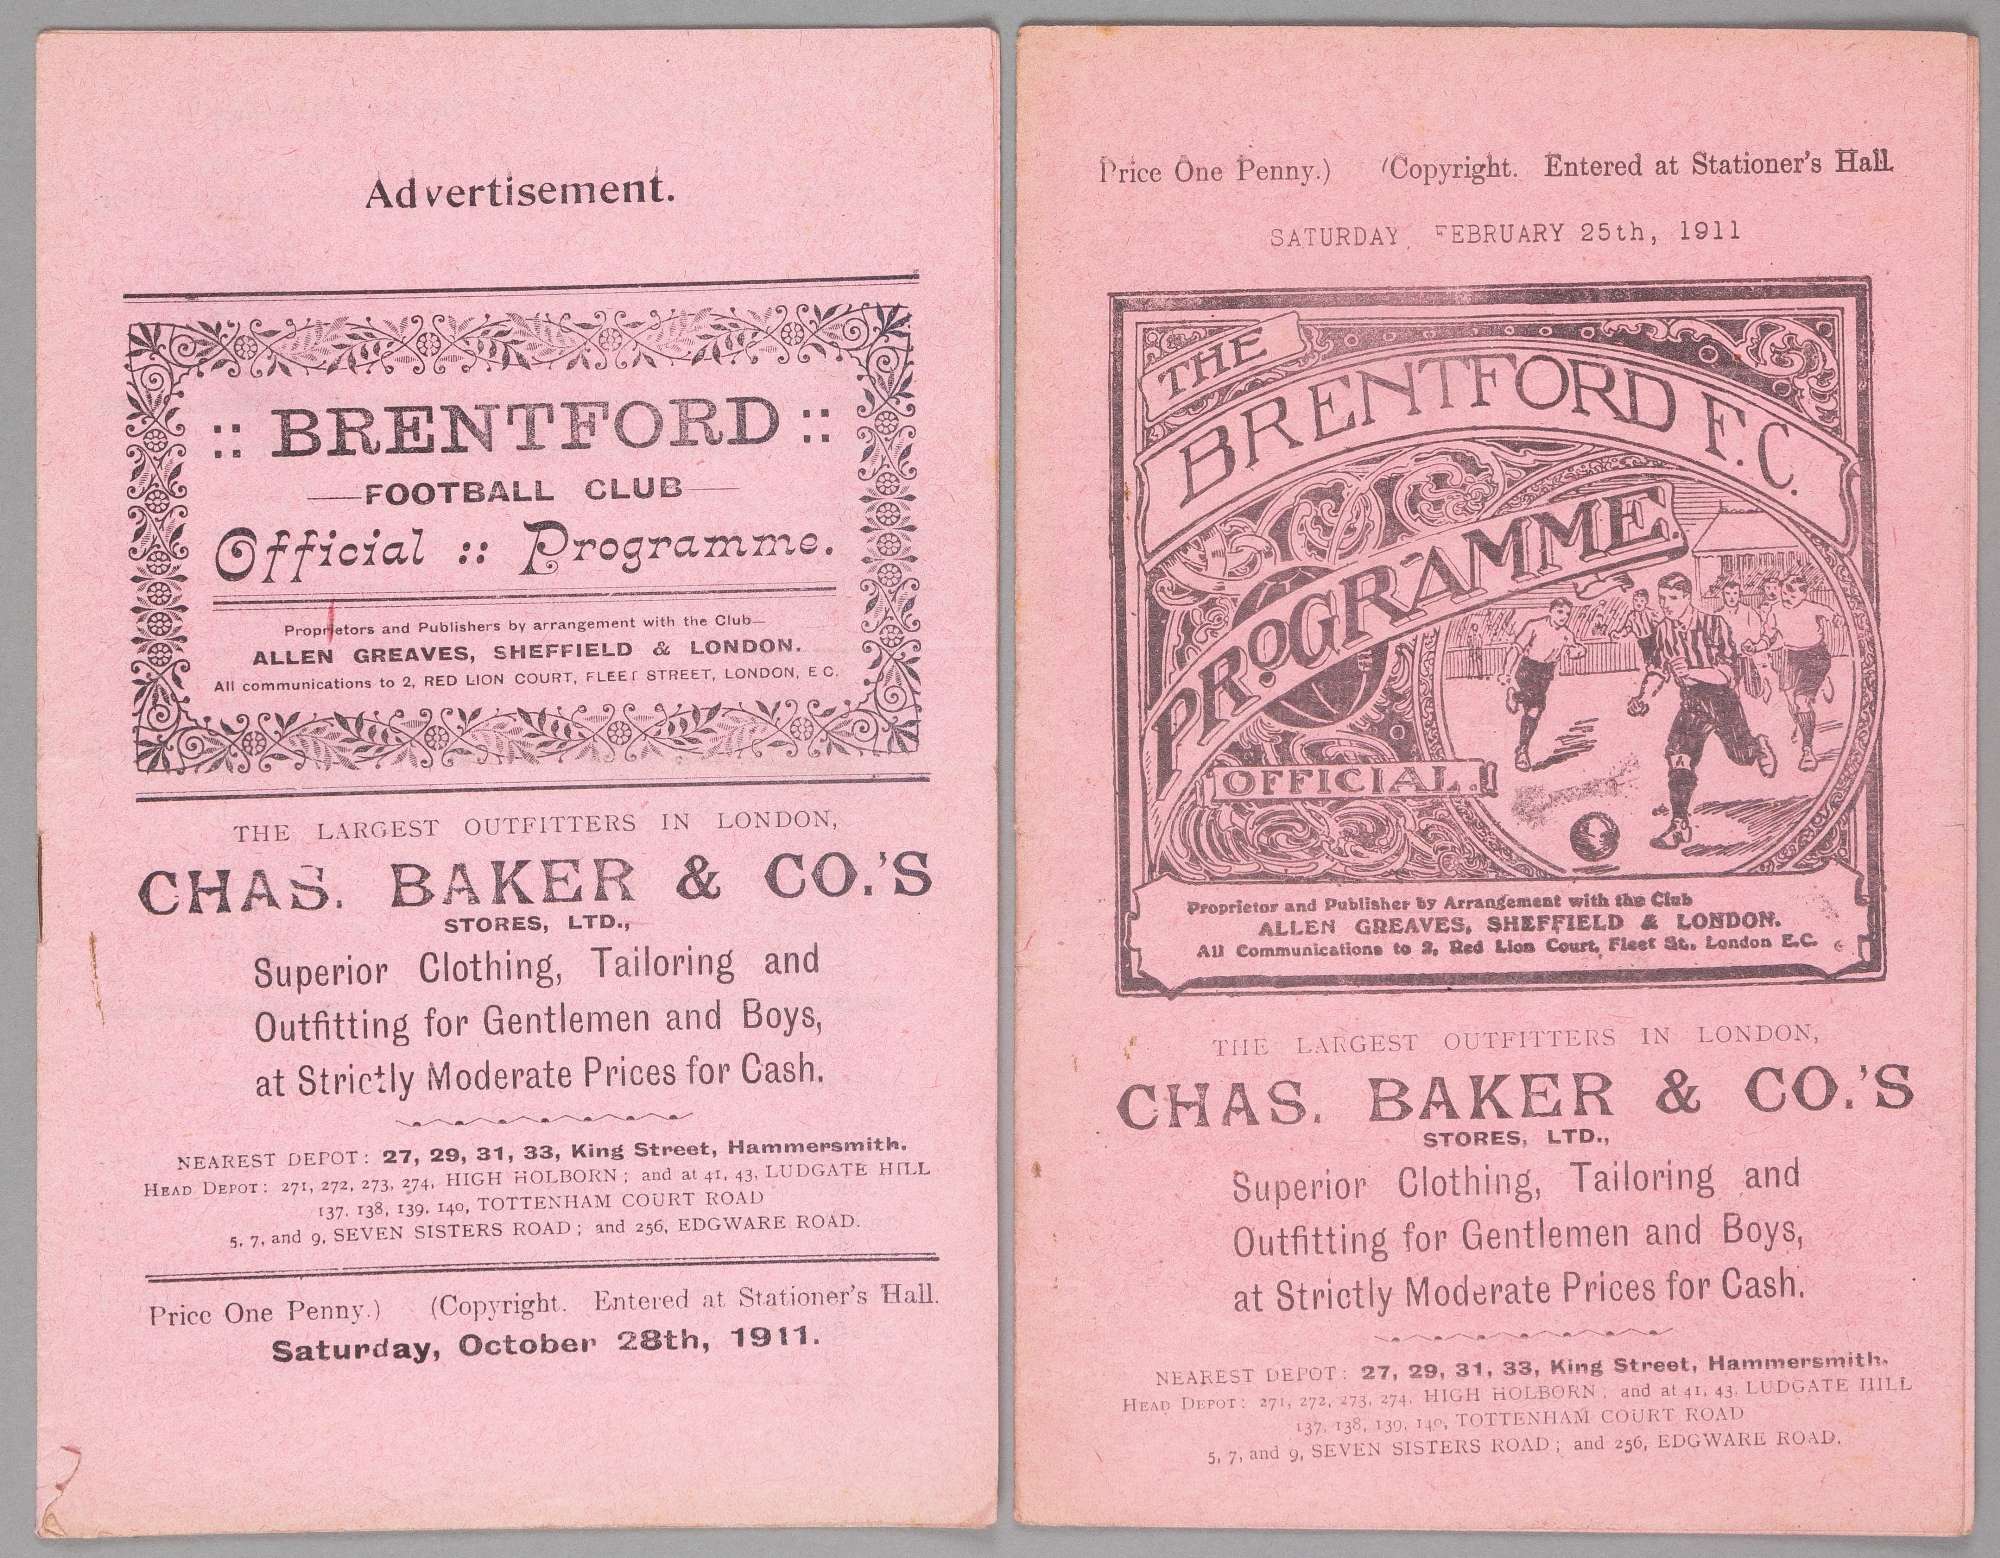 Advertisement.
:: BRENTFORD ::
FOOTBALL CLUB
Official :: Programme.
Proprietors and Publishers by arrangement with the Club—
ALLEN GREAVES, SHEFFIELD & LONDON.
All communications to 2, RED LION COURT, FLEET STREET, LONDON, E.C.
THE LARGEST OUTFITTERS IN LONDON,
CHAS. BAKER & CO.'S
STORES, LTD.,
Superior Clothing, Tailoring and
Outfitting for Gentlemen and Boys,
at Strictly Moderate Prices for Cash.
NEAREST DEPOT: 27, 29, 31, 33, King Street, Hammersmith.
HEAD DEPOT: 271, 272, 273, 274, HIGH HOLBORN; and at 41, 43, LUDGATE HILL
137, 138, 139, 140, TOTTENHAM COURT ROAD
5, 7, and 9, SEVEN SISTERS ROAD; and 256, EDGWARE ROAD.
Price One Penny.) (Copyright. Entered at Stationer's Hall.
Saturday, October 28th, 1911.
Price One Penny.) (Copyright. Entered at Stationer's Hall.
SATURDAY, FEBRUARY 25th, 1911
THE
BRENTFORD F.C.
PROGRAMME.
OFFICIAL.
A
Proprietor and Publisher by Arrangement with the Club
ALLEN GREAVES, SHEFFIELD & LONDON.
All Communications to 2, Red Lion Court, Fleet St., London E.C.
THE LARGEST OUTFITTERS IN LONDON,
CHAS. BAKER & CO.'S
STORES, LTD.,
Superior Clothing, Tailoring and
Outfitting for Gentlemen and Boys,
at Strictly Moderate Prices for Cash.
NEAREST DEPOT: 27, 29, 31, 33, King Street, Hammersmith.
HEAD DEPOT: 271, 272, 273, 274, HIGH HOLBORN; and at 41, 43, LUDGATE HILL
137, 138, 139, 140, TOTTENHAM COURT ROAD
5, 7, and 9, SEVEN SISTERS ROAD; and 256, EDGWARE ROAD.